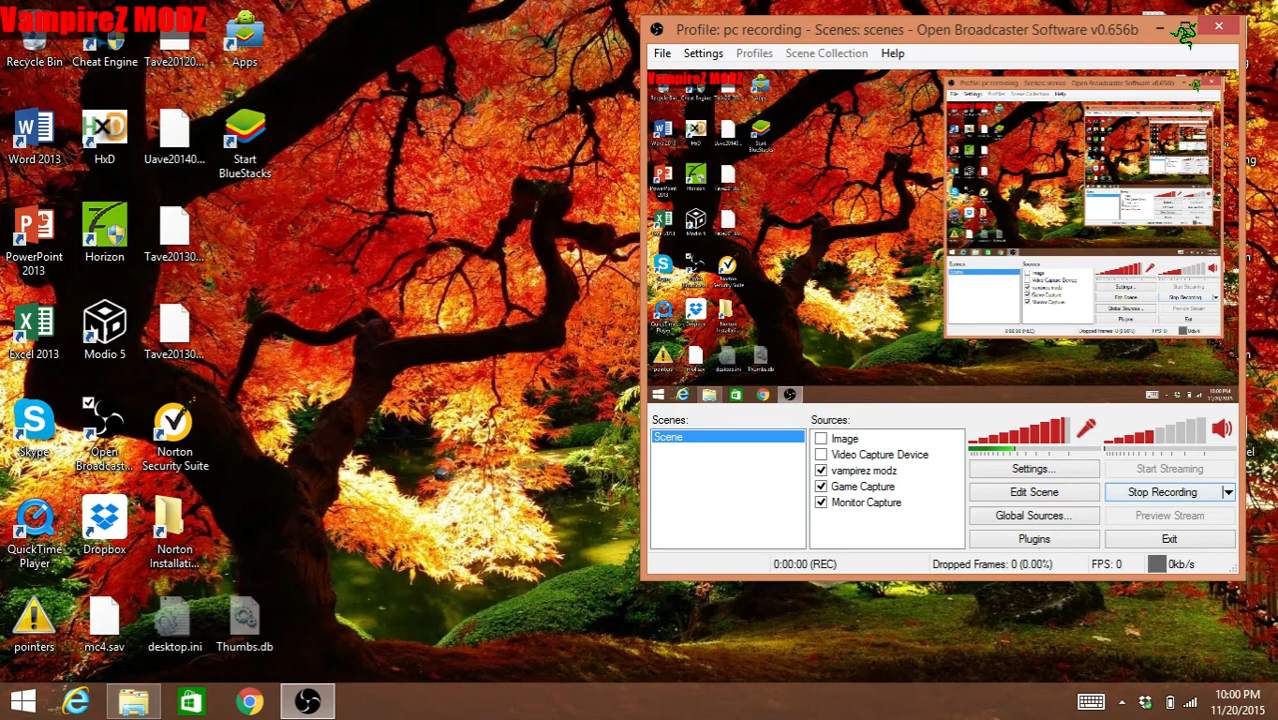 VampireZ MODZ
Recycle Bin
Cheat Engine
Tave20120...
Apps
Word 2013
HxD
Uave20140...
Start
BlueStacks
PowerPoint
2013
Horizon
Tave20130...
Excel 2013
Modio 5
Tave20130...
Skype
Open
Broadcast...
Norton
Security Suite
QuickTime
Player
Dropbox
Norton
Installati...
pointers
mc4.sav
desktop.ini
Thumbs.db
Profile: pc recording - Scenes: scenes - Open Broadcaster Software v0.656b
File Settings Profiles Scene Collection Help
VampireZ MODZ
Scenes:
Scene
Sources:
Image
Video Capture Device
vampirez modz
Game Capture
Monitor Capture
Settings...
Start Streaming
Edit Scene
Stop Recording
Global Sources...
Preview Stream
Plugins
Exit
0:00:00 (REC)
Dropped Frames: 0 (0.00%)
FPS: 0
0kb/s
10:00 PM
11/20/2015